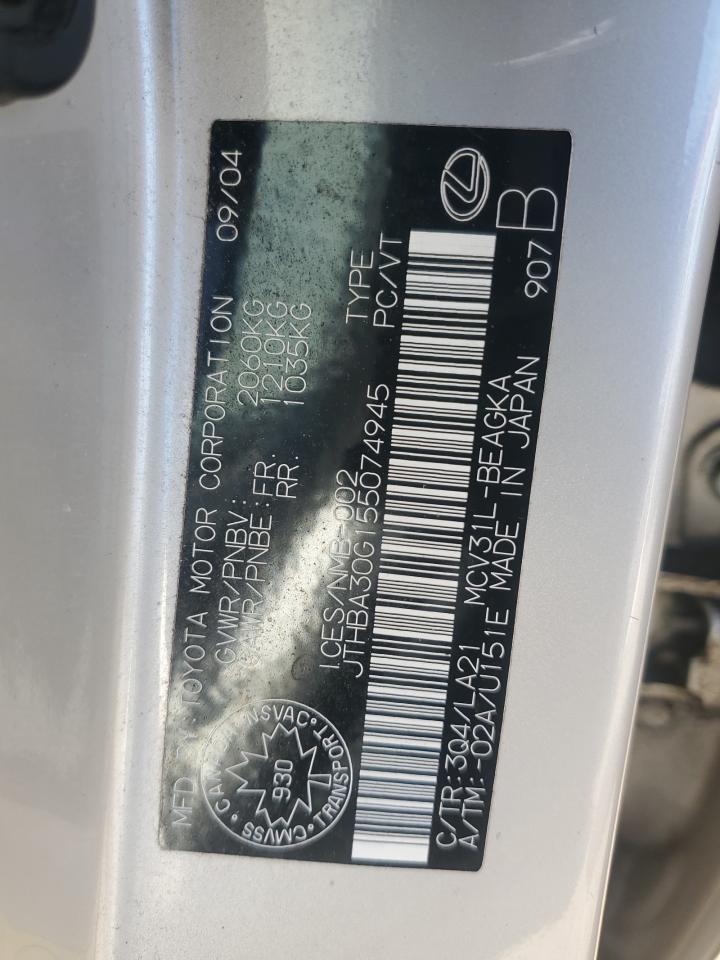 MFD BY: TOYOTA MOTOR CORPORATION 09/04
GVWR/PNBV: 2060KG
GAWR/PNBE: FR. 1210KG
RR. 1035KG
I.CES/NMB-002 TYPE
JTHBA30G155074945 PC/VT
C/TR: 3Q4/LA21 MCV31L-BEAGKA
A/TM:-02A/U151E MADE IN JAPAN 907 B
CANADA TRANSVAC
930
CMVSS TRANSPORT